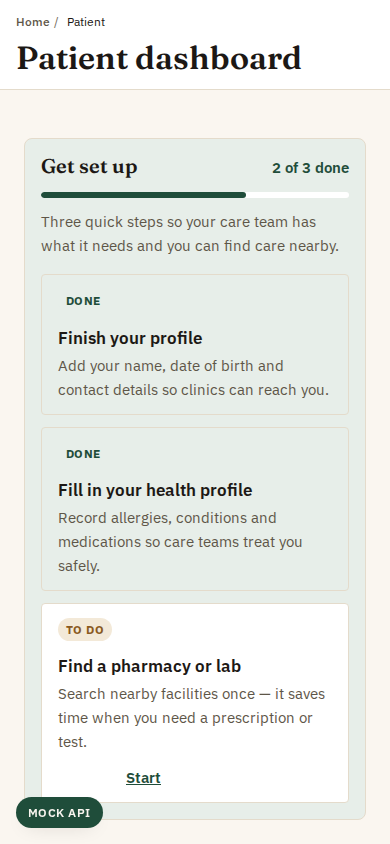 Home / Patient
Patient dashboard
Get set up
2 of 3 done
Three quick steps so your care team has
what it needs and you can find care nearby.
DONE
Finish your profile
Add your name, date of birth and
contact details so clinics can reach you.
DONE
Fill in your health profile
Record allergies, conditions and
medications so care teams treat you
safely.
TO DO
Find a pharmacy or lab
Search nearby facilities once — it saves
time when you need a prescription or
test.
Start
MOCK API